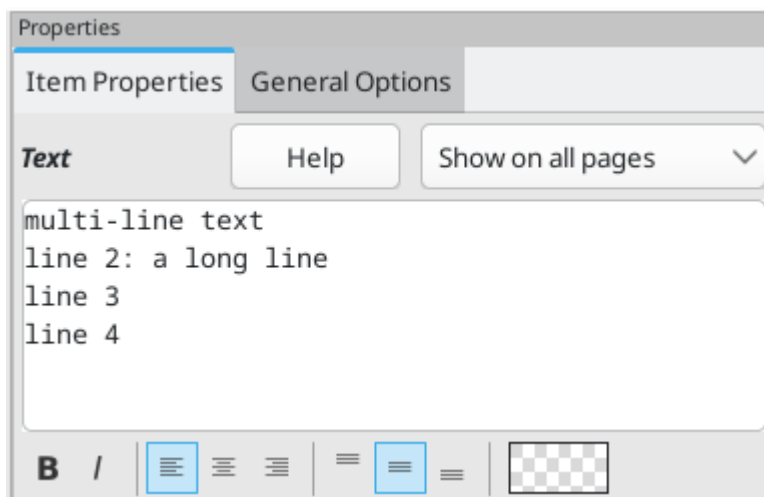 Properties
Item Properties General Options
Text Help Show on all pages
multi-line text
line 2: a long line
line 3
line 4
B I